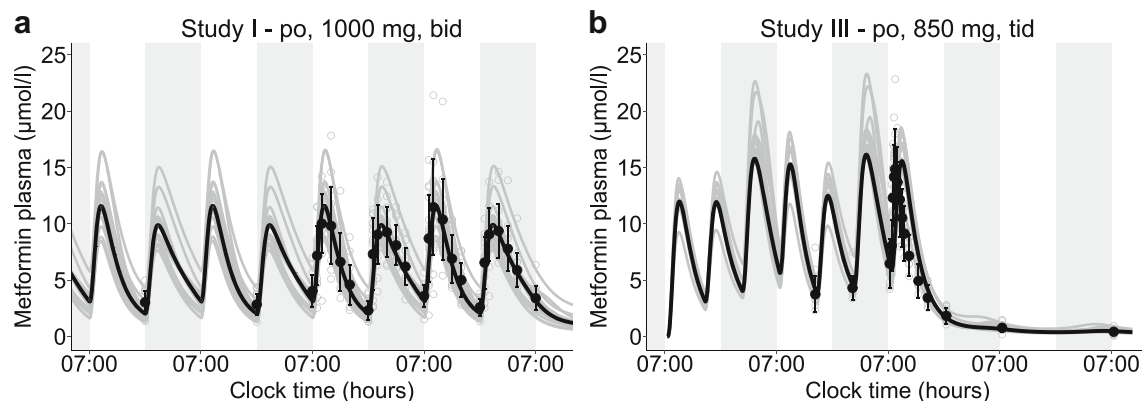 a
Study I - po, 1000 mg, bid
Metformin plasma (µmol/l)
25
20
15
10
5
0
07:00 07:00 07:00 07:00 07:00
Clock time (hours)
b
Study III - po, 850 mg, tid
Metformin plasma (µmol/l)
25
20
15
10
5
0
07:00 07:00 07:00 07:00 07:00
Clock time (hours)